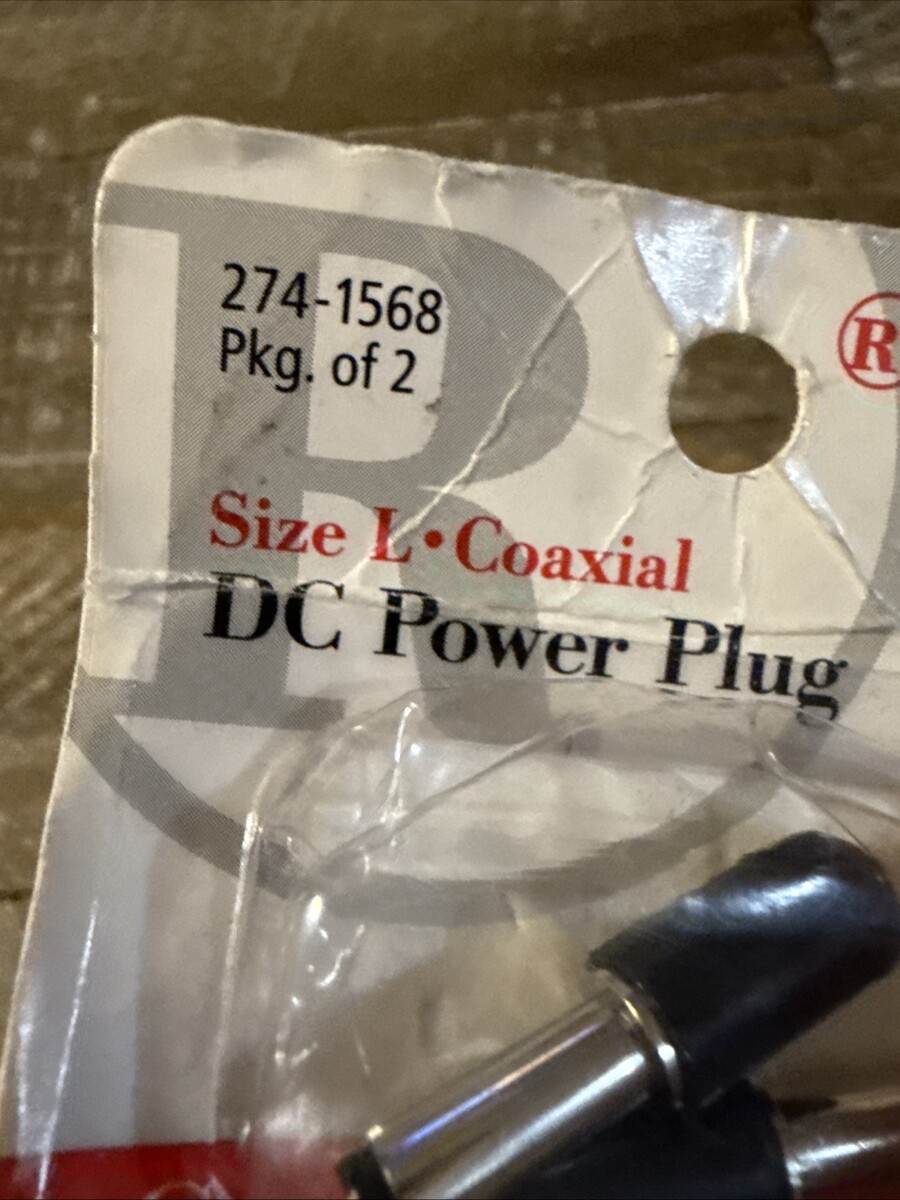 274-1568
Pkg. of 2
R
Size L•Coaxial
DC Power Plug